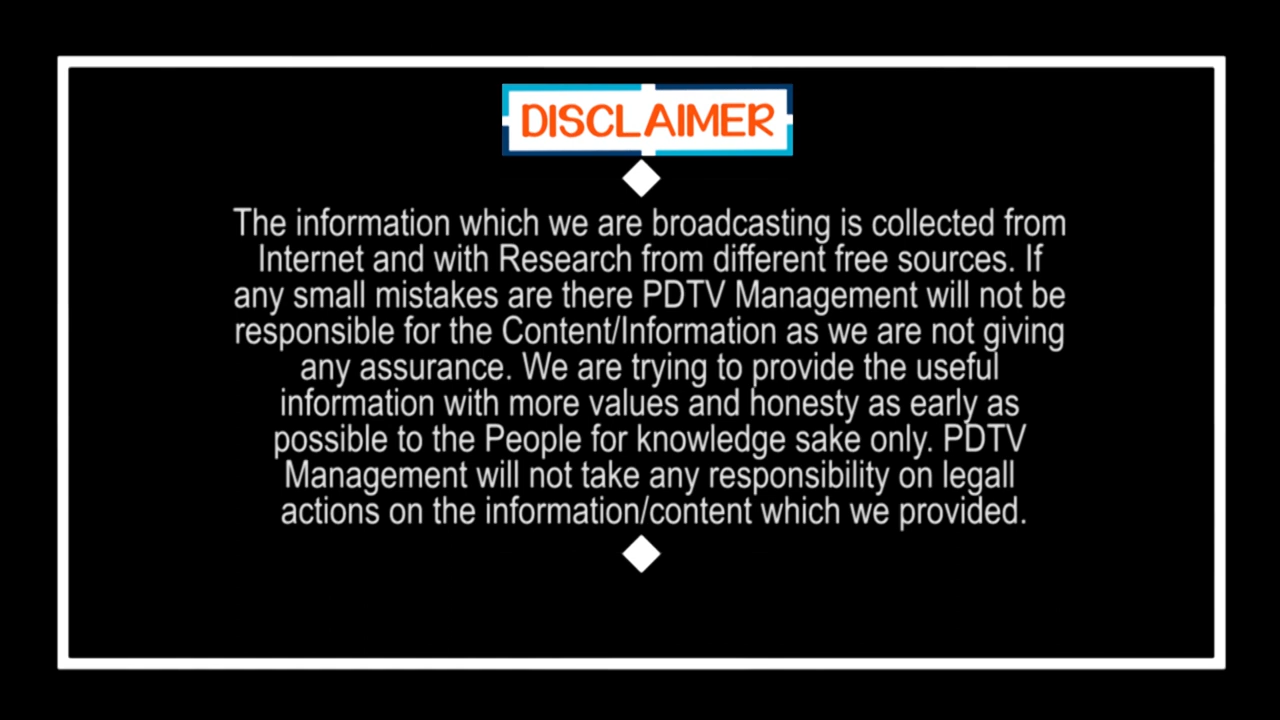 DISCLAIMER
The information which we are broadcasting is collected from
Internet and with Research from different free sources. If
any small mistakes are there PDTV Management will not be
responsible for the Content/Information as we are not giving
any assurance. We are trying to provide the useful
information with more values and honesty as early as
possible to the People for knowledge sake only. PDTV
Management will not take any responsibility on legall
actions on the information/content which we provided.